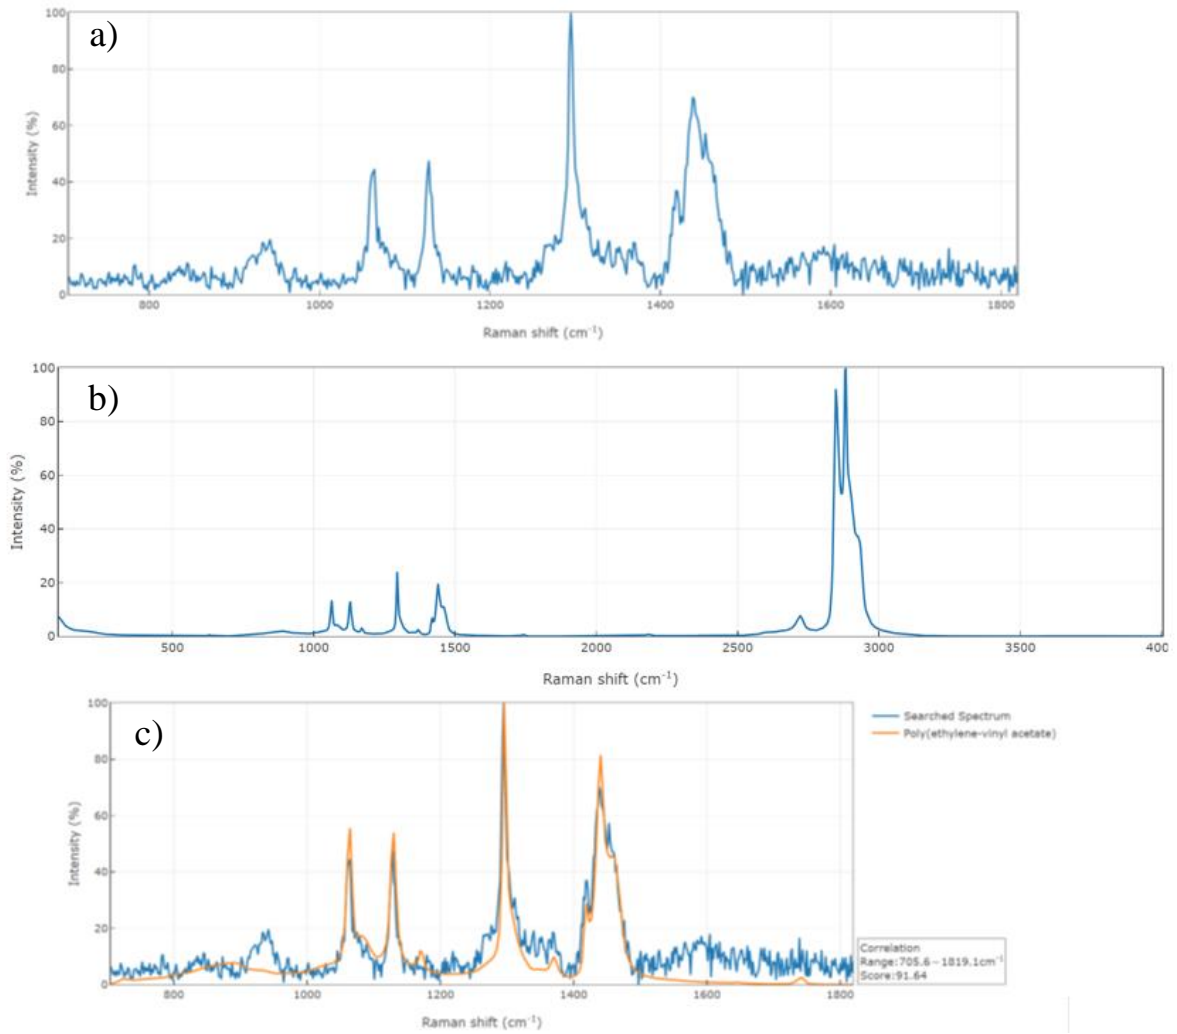 a)
100
80
60
40
20
0
Intensity (%)
800 1000 1200 1400 1600 1800
Raman shift (cm⁻¹)
b)
100
80
60
40
20
0
Intensity (%)
500 1000 1500 2000 2500 3000 3500 400
Raman shift (cm⁻¹)
c)
100
80
60
40
20
0
Intensity (%)
800 1000 1200 1400 1600 1800
Raman shift (cm⁻¹)
Searched Spectrum
Poly(ethylene-vinyl acetate)
Correlation
Range:705.6−1819.1cm⁻¹
Score:91.64